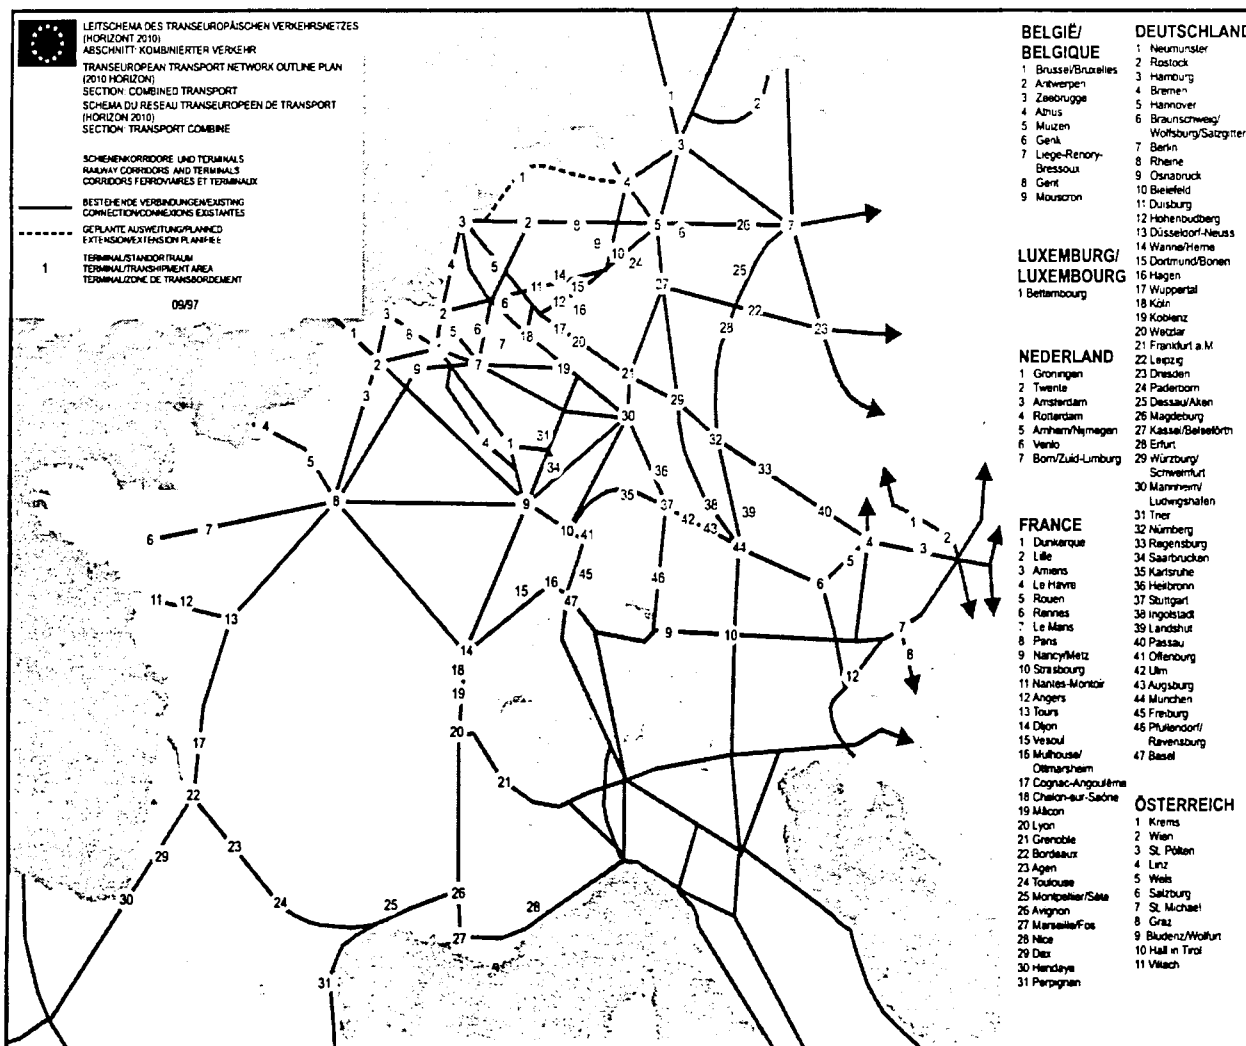 LEITSCHEMA DES TRANSEUROPÄISCHEN VERKEHRSNETZES
(HORIZONT 2010)
ABSCHNITT: KOMBINIERTER VERKEHR
TRANSEUROPEAN TRANSPORT NETWORK OUTLINE PLAN
(2010 HORIZON)
SECTION: COMBINED TRANSPORT
SCHEMA DU RESEAU TRANSEUROPEEN DE TRANSPORT
(HORIZON 2010)
SECTION: TRANSPORT COMBINE
SCHIENENKORRIDORE UND TERMINALS
RAILWAY CORRIDORS AND TERMINALS
CORRIDORS FERROVIAIRES ET TERMINAUX
BESTEHENDE VERBINDUNGEN/EXISTING
CONNECTION/CONNEXIONS EXISTANTES
GEPLANTE AUSWEITUNG/PLANNED
EXTENSION/EXTENSION PLANIFIEE
1 TERMINAL/STANDORTRAUM
TERMINAL/TRANSHIPMENT AREA
TERMINAL/ZONE DE TRANSBORDEMENT
09/97
BELGIË/
BELGIQUE
1 Brussel/Bruxelles
2 Antwerpen
3 Zeebrugge
4 Athus
5 Muizen
6 Genk
7 Liege-Renory-
Bressoux
8 Gent
9 Mouscron
LUXEMBURG/
LUXEMBOURG
1 Bettembourg
NEDERLAND
1 Groningen
2 Twente
3 Amsterdam
4 Rotterdam
5 Arnhem/Nijmegen
6 Venlo
7 Born/Zuid-Limburg
FRANCE
1 Dunkerque
2 Lille
3 Amiens
4 Le Havre
5 Rouen
6 Rennes
7 Le Mans
8 Paris
9 Nancy/Metz
10 Strasbourg
11 Nantes-Montoir
12 Angers
13 Tours
14 Dijon
15 Vesoul
16 Mulhouse/
Ottmarsheim
17 Cognac-Angoulême
18 Chalon-sur-Saône
19 Mâcon
20 Lyon
21 Grenoble
22 Bordeaux
23 Agen
24 Toulouse
25 Montpellier/Sète
26 Avignon
27 Marseille/Fos
28 Nice
29 Dax
30 Hendaye
31 Perpignan
DEUTSCHLAND
1 Neumunster
2 Rostock
3 Hamburg
4 Bremen
5 Hannover
6 Braunschweig/
Wolfsburg/Salzgitter
7 Berlin
8 Rheine
9 Osnabruck
10 Bielefeld
11 Duisburg
12 Hohenbudberg
13 Düsseldorf-Neuss
14 Wanne/Herne
15 Dortmund/Bönen
16 Hagen
17 Wuppertal
18 Köln
19 Koblenz
20 Wetzlar
21 Frankfurt a.M
22 Leipzig
23 Dresden
24 Paderborn
25 Dessau/Aken
26 Magdeburg
27 Kassel/Beiseförth
28 Erfurt
29 Würzburg/
Schweinfurt
30 Mannheim/
Ludwigshafen
31 Trier
32 Nürnberg
33 Regensburg
34 Saarbrucken
35 Karlsruhe
36 Heilbronn
37 Stuttgart
38 Ingolstadt
39 Landshut
40 Passau
41 Offenburg
42 Ulm
43 Augsburg
44 Munchen
45 Freiburg
46 Pfullendorf/
Ravensburg
47 Basel
ÖSTERREICH
1 Krems
2 Wien
3 St. Pölten
4 Linz
5 Wels
6 Salzburg
7 St. Michael
8 Graz
9 Bludenz/Wolfurt
10 Hall in Tirol
11 Villach